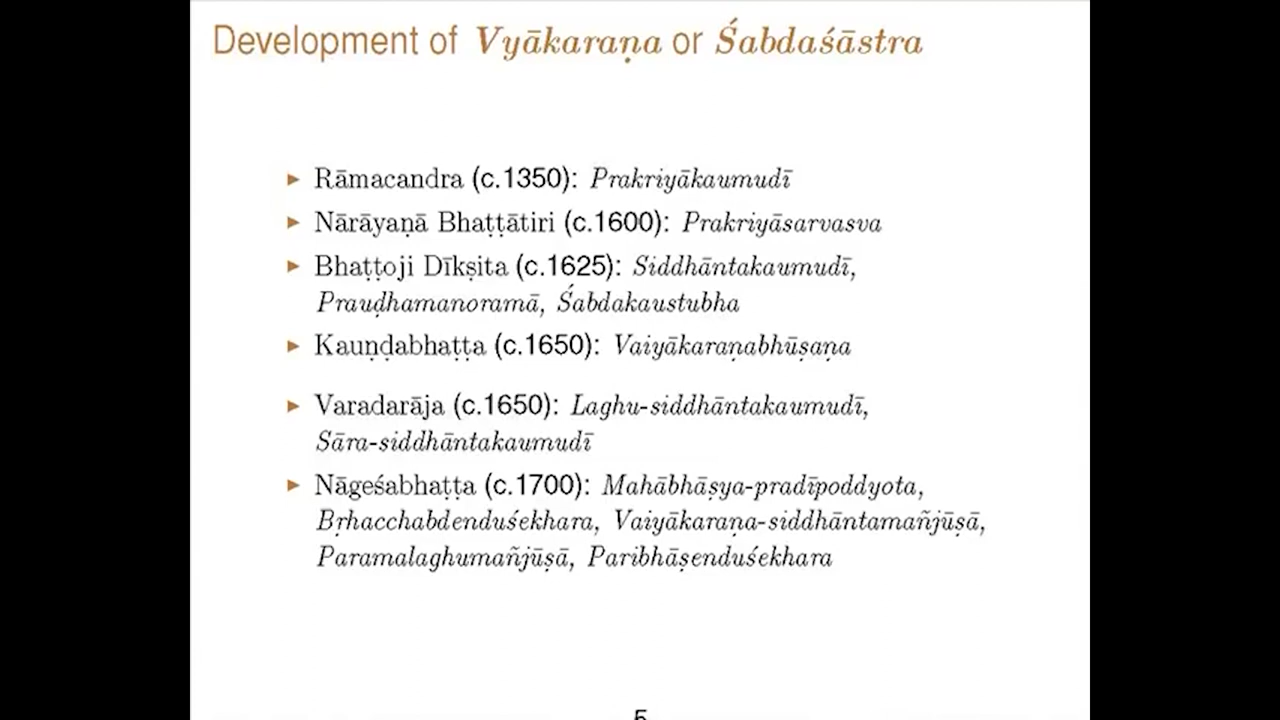 Development of Vyākaraṇa or Śabdaśāstra
▶ Rāmacandra (c.1350): Prakriyākaumudī
▶ Nārāyaṇā Bhaṭṭātiri (c.1600): Prakriyāsarvasva
▶ Bhaṭṭoji Dīkṣita (c.1625): Siddhāntakaumudī,
Prauḍhamanoramā, Śabdakaustubha
▶ Kauṇḍabhaṭṭa (c.1650): Vaiyākaraṇabhūṣaṇa
▶ Varadarāja (c.1650): Laghu-siddhāntakaumudī,
Sāra-siddhāntakaumudī
▶ Nāgeśabhaṭṭa (c.1700): Mahābhāṣya-pradīpoddyota,
Bṛhacchabdenduśekhara, Vaiyākaraṇa-siddhāntamañjūṣā,
Paramalaghumañjūṣā, Paribhāṣenduśekhara
5